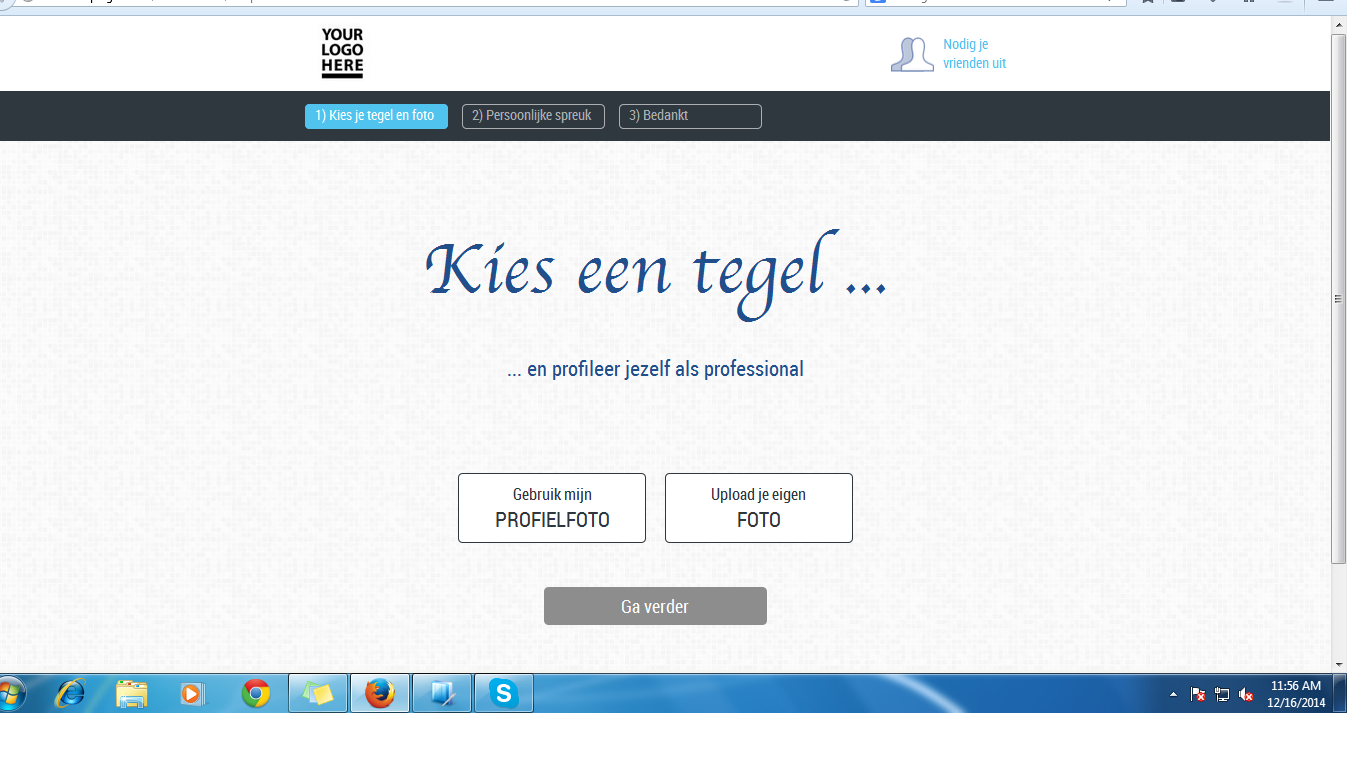 YOUR
LOGO
HERE
Nodig je
vrienden uit
1) Kies je tegel en foto
2) Persoonlijke spreuk
3) Bedankt
Kies een tegel ...
... en profileer jezelf als professional
Gebruik mijn
PROFIELFOTO
Upload je eigen
FOTO
Ga verder
S
11:56 AM
12/16/2014